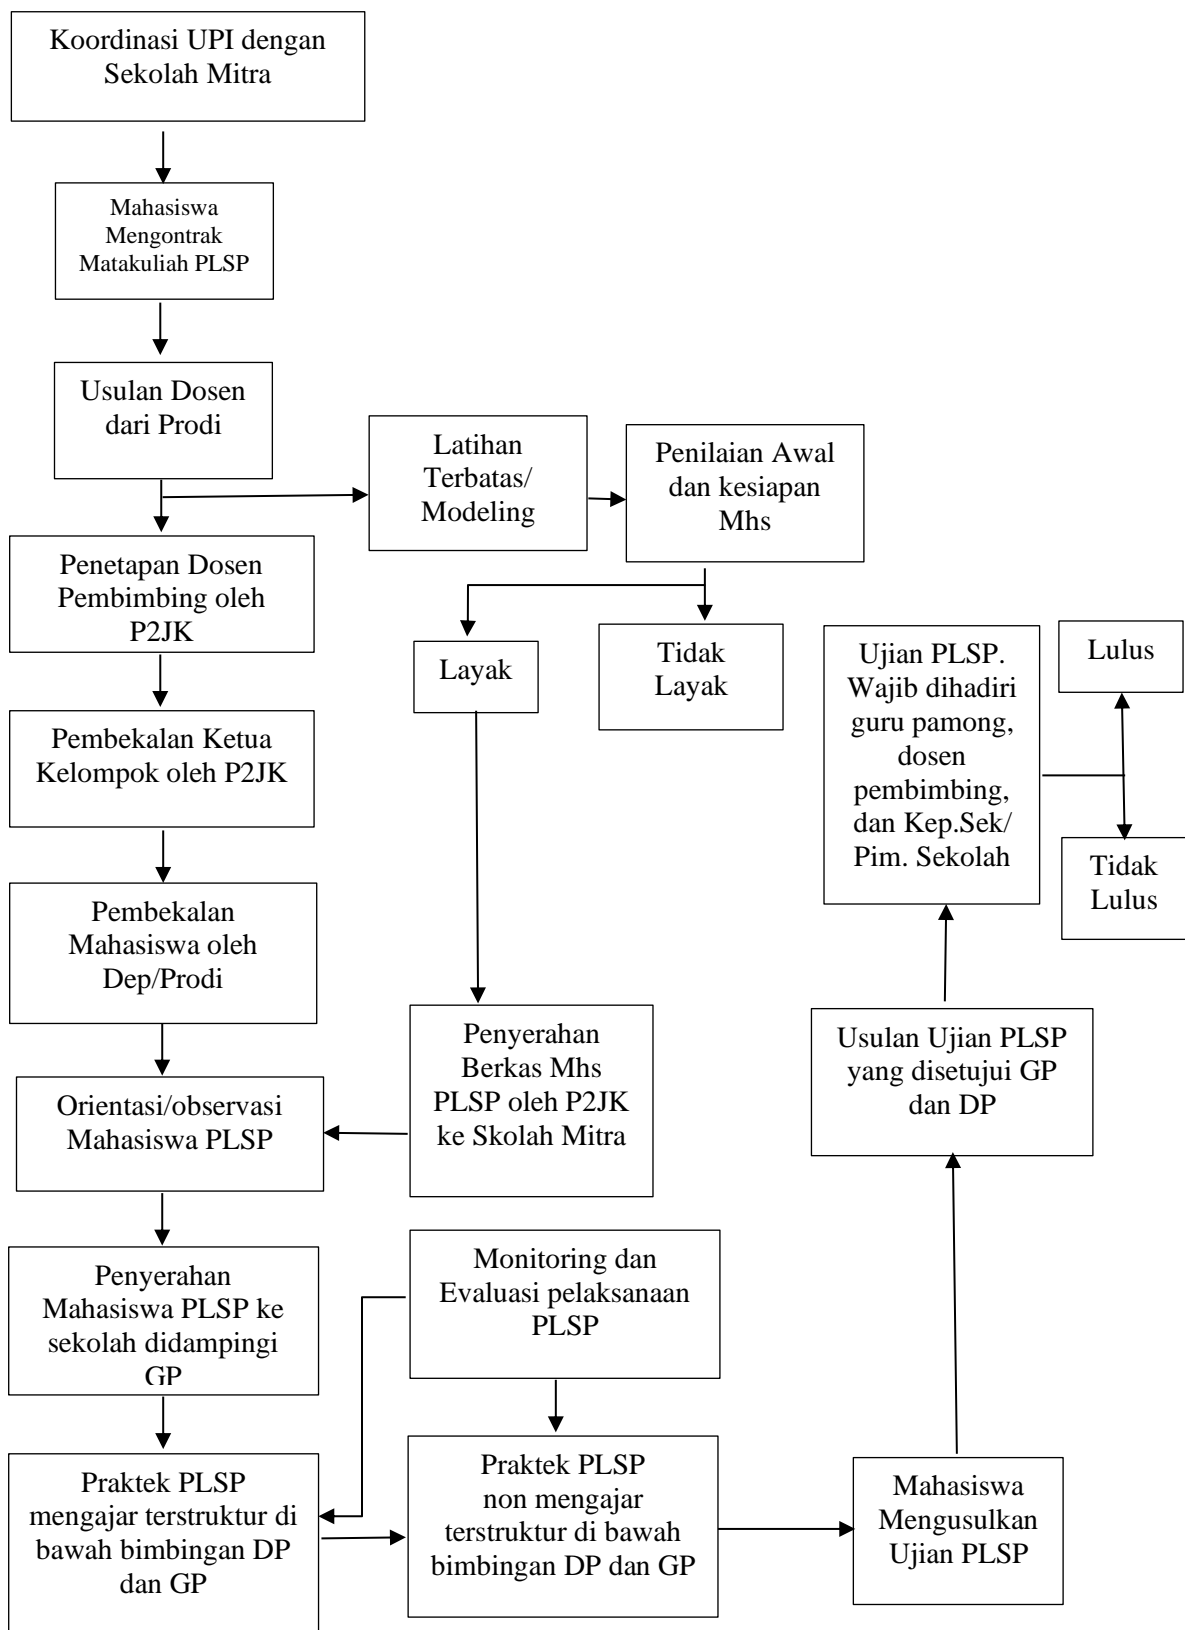 Koordinasi UPI dengan
Sekolah Mitra
Mahasiswa
Mengontrak
Matakuliah PLSP
Usulan Dosen
dari Prodi
Latihan
Terbatas/
Modeling
Penilaian Awal
dan kesiapan
Mhs
Penetapan Dosen
Pembimbing oleh
P2JK
Layak
Tidak
Layak
Ujian PLSP.
Wajib dihadiri
guru pamong,
dosen
pembimbing,
dan Kep.Sek/
Pim. Sekolah
Lulus
Tidak
Lulus
Pembekalan Ketua
Kelompok oleh P2JK
Pembekalan
Mahasiswa oleh
Dep/Prodi
Penyerahan
Berkas Mhs
PLSP oleh P2JK
ke Skolah Mitra
Usulan Ujian PLSP
yang disetujui GP
dan DP
Orientasi/observasi
Mahasiswa PLSP
Penyerahan
Mahasiswa PLSP ke
sekolah didampingi
GP
Monitoring dan
Evaluasi pelaksanaan
PLSP
Praktek PLSP
mengajar terstruktur di
bawah bimbingan DP
dan GP
Praktek PLSP
non mengajar
terstruktur di bawah
bimbingan DP dan GP
Mahasiswa
Mengusulkan
Ujian PLSP